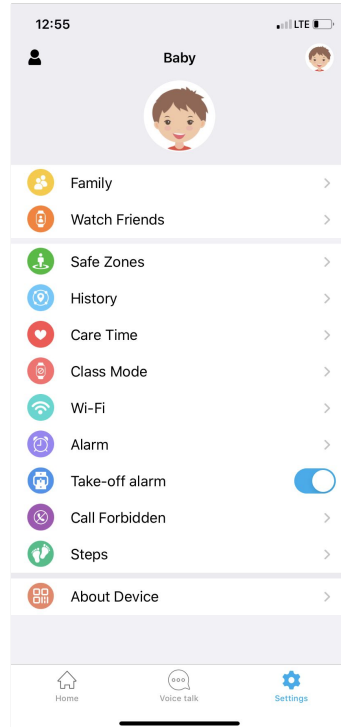 12:55
LTE
Baby
Family
Watch Friends
Safe Zones
History
Care Time
Class Mode
Wi-Fi
Alarm
Take-off alarm
Call Forbidden
Steps
About Device
Home
Voice talk
Settings